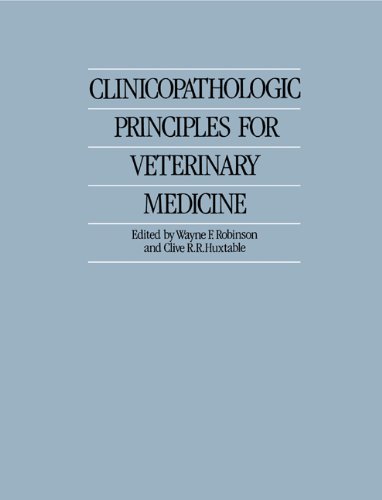 CLINICOPATHOLOGIC
PRINCIPLES FOR
VETERINARY
MEDICINE
Edited by Wayne F. Robinson
and Clive R.R.Huxtable